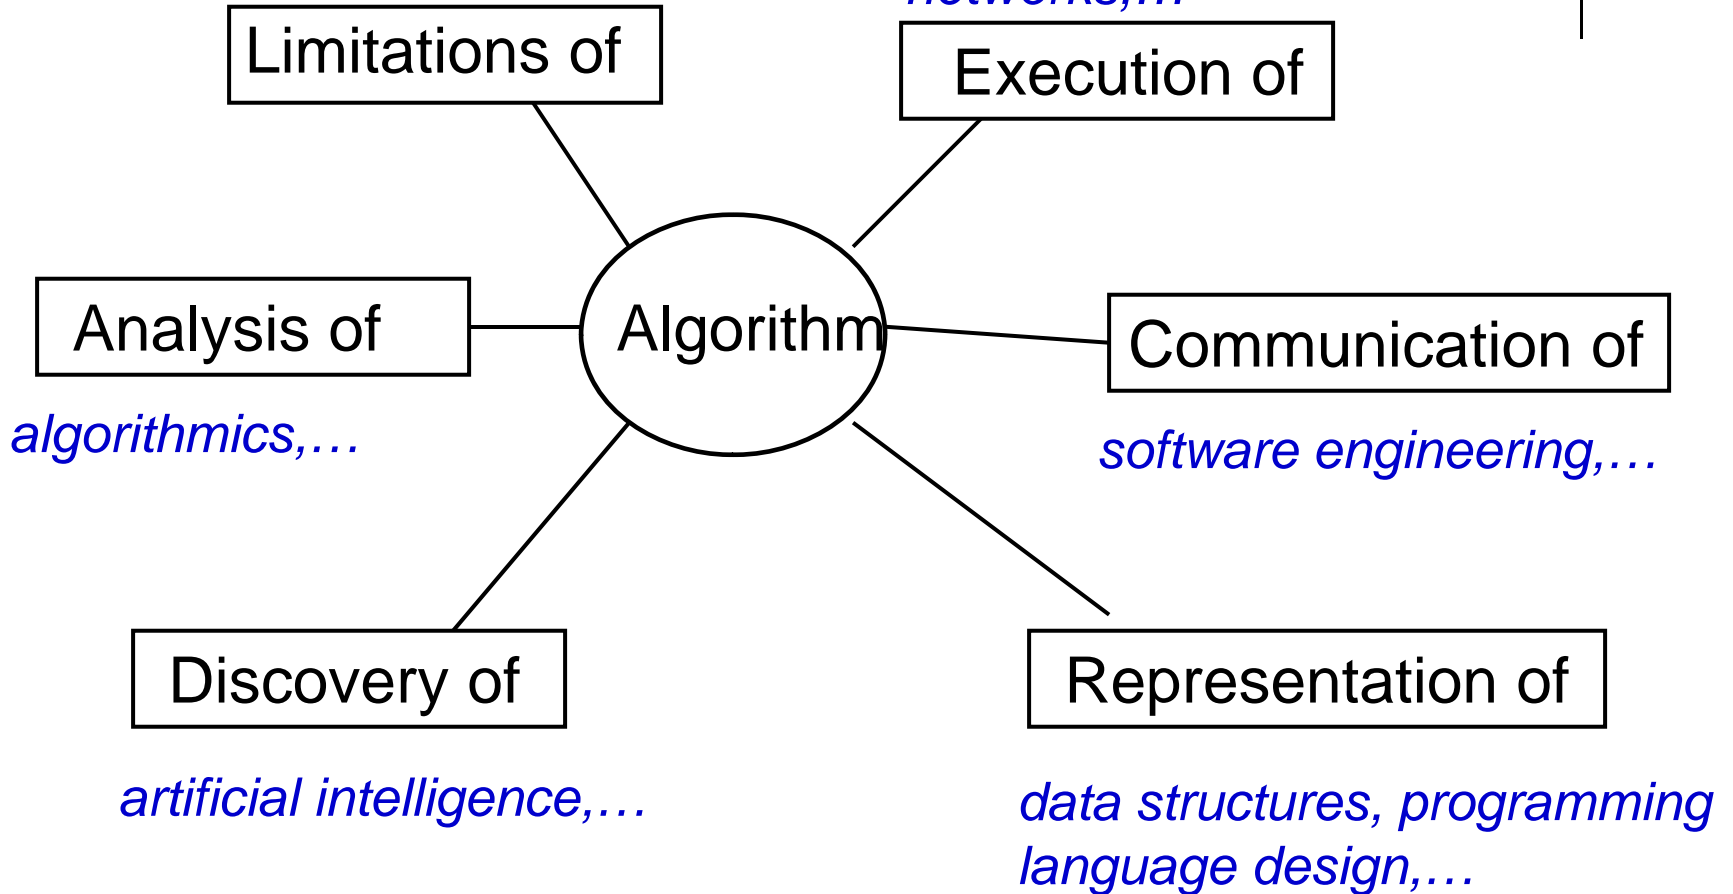 networks,…
Limitations of
Execution of
Analysis of
Algorithm
Communication of
algorithmics,…
software engineering,…
Discovery of
Representation of
artificial intelligence,…
data structures, programming
language design,…